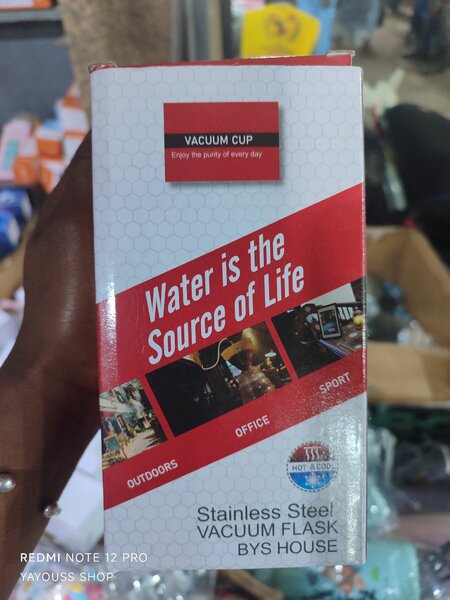 VACUUM CUP
Enjoy the purity of every day
Water is the
Source of Life
OUTDOORS
OFFICE
SPORT
HOT & COOL
Stainless Steel
VACUUM FLASK
BYS HOUSE
REDMI NOTE 12 PRO
YAYOUSS SHOP